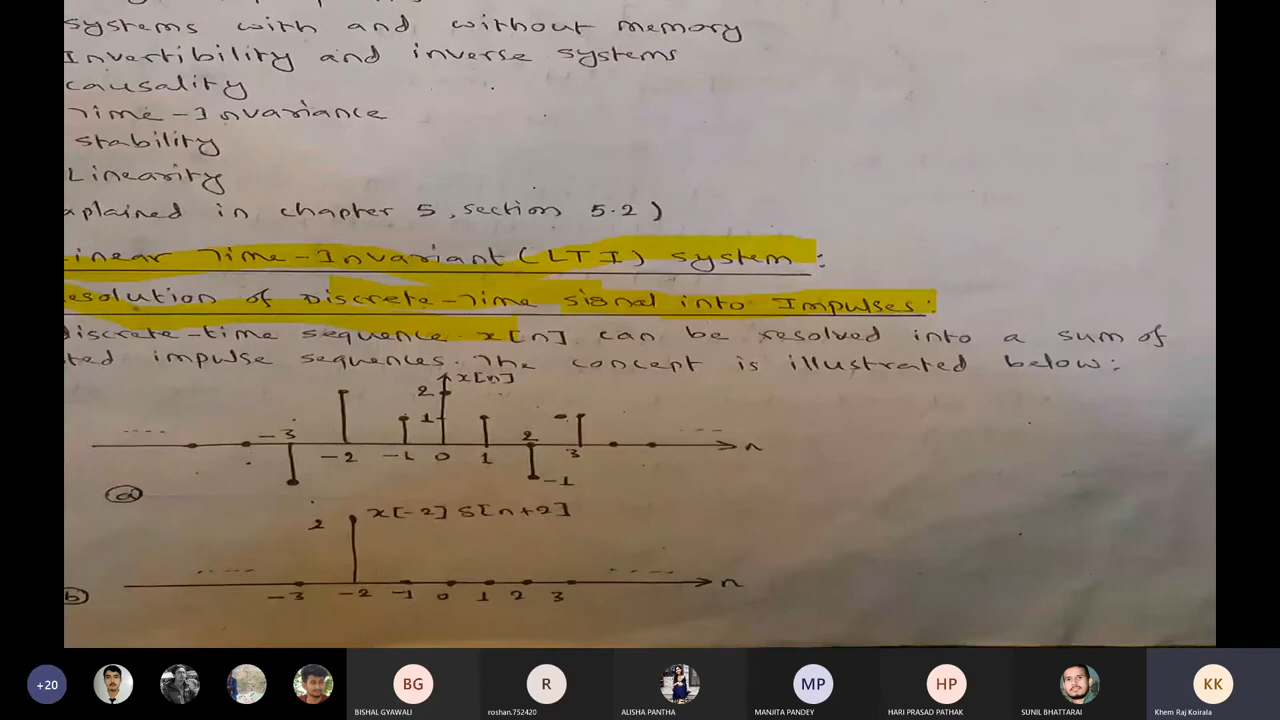 systems with and without memory
Invertibility and inverse systems
causality
Time-Invariance
stability
Linearity
xplained in chapter 5, section 5.2)
inear Time-Invariant (LTI) system:
esolution of Discrete-Time signal into Impulses:
discrete-time sequence x[n] can be resolved into a sum of
ted impulse sequences. The concept is illustrated below:
x[n]
2
1
-3 2
-2 -1 0 1 3 n
-1
a
2 x[-2] δ[n+2]
n
b) -3 -2 -1 0 1 2 3
+20 BG R MP HP KK
BISHAL GYAWALI roshan.752420 ALISHA PANTHA MANJITA PANDEY HARI PRASAD PATHAK SUNIL BHATTARAI Khem Raj Koirala